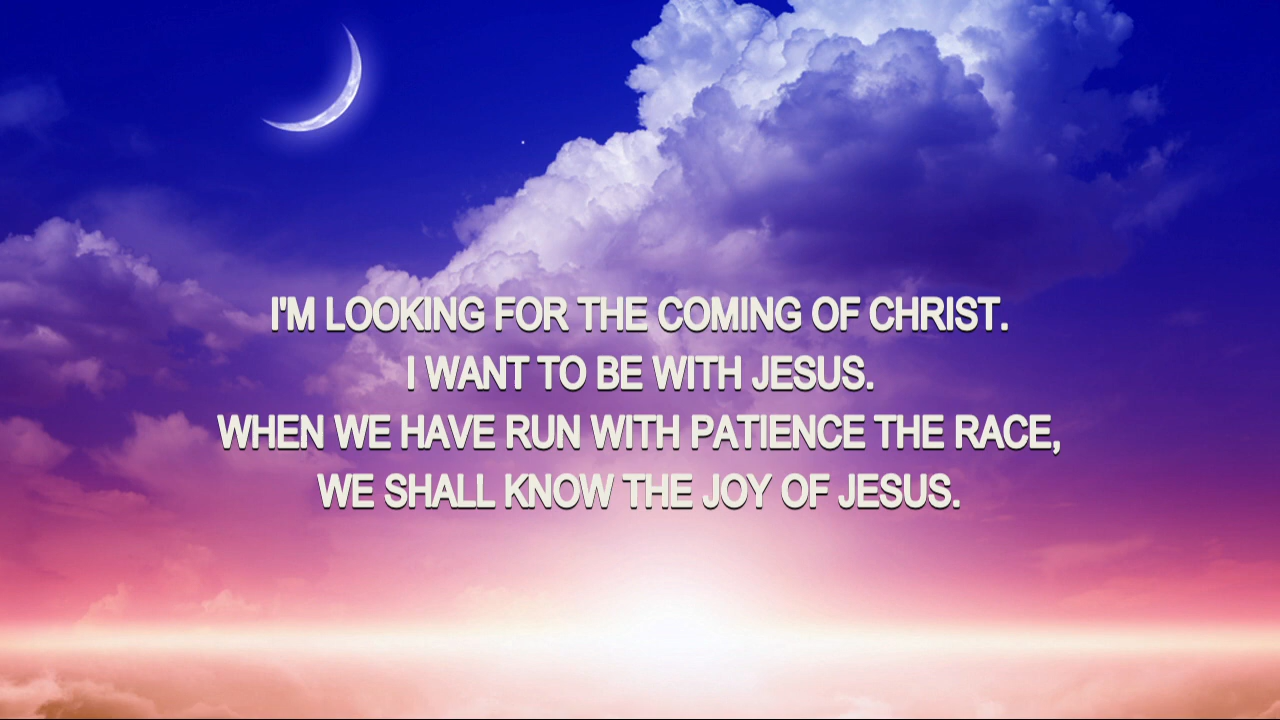 I'M LOOKING FOR THE COMING OF CHRIST.
I WANT TO BE WITH JESUS.
WHEN WE HAVE RUN WITH PATIENCE THE RACE,
WE SHALL KNOW THE JOY OF JESUS.